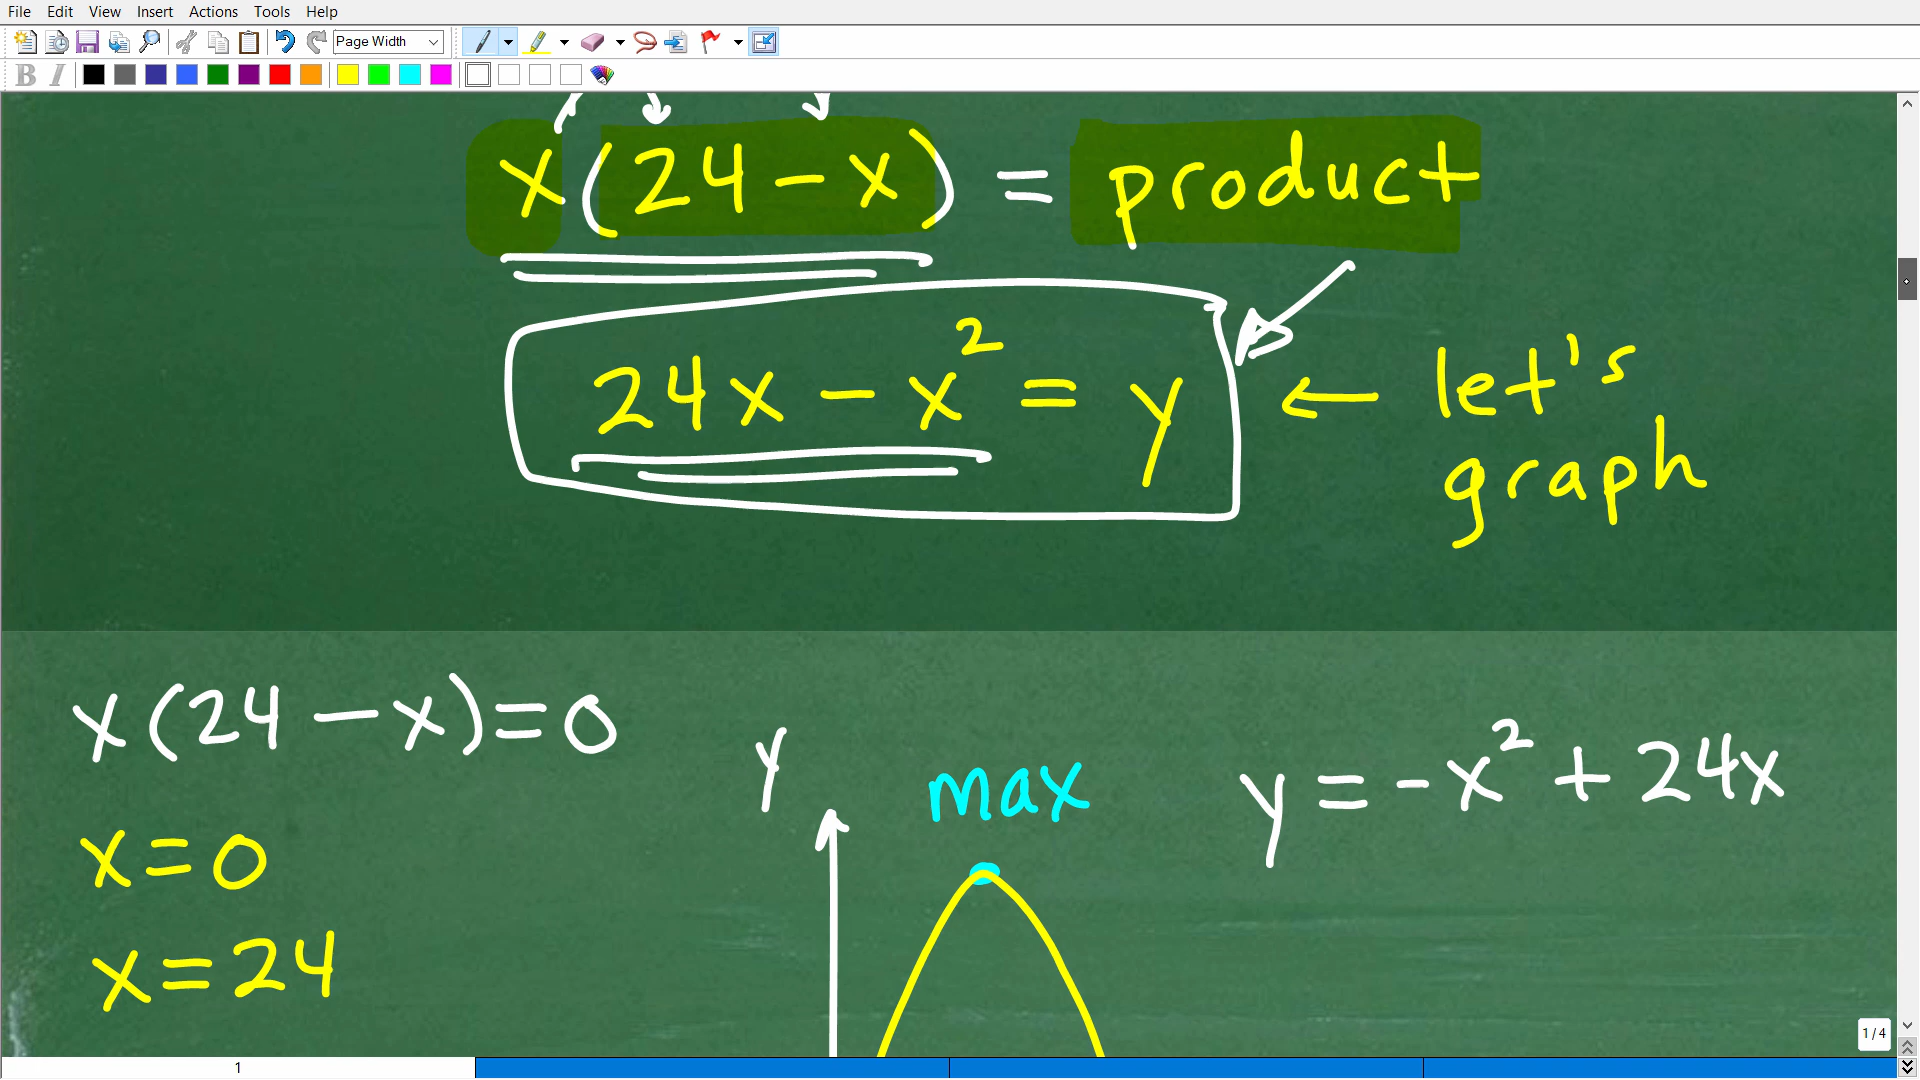 File Edit View Insert Actions Tools Help
Page Width
B I
x(24-x) = product
24x - x² = y ← let's
graph
x(24-x)=0
y
max
y = -x² + 24x
x=0
x=24
1 / 4
1